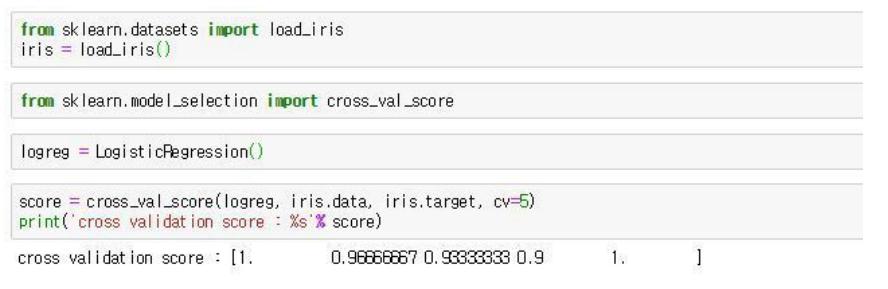 from sklearn.datasets import load_iris
iris = load_iris()
from sklearn.model_selection import cross_val_score
logreg = LogisticRegression()
score = cross_val_score(logreg, iris.data, iris.target, cv=5)
print('cross validation score : %s'% score)
cross validation score : [1. 0.96666667 0.93333333 0.9 1. ]